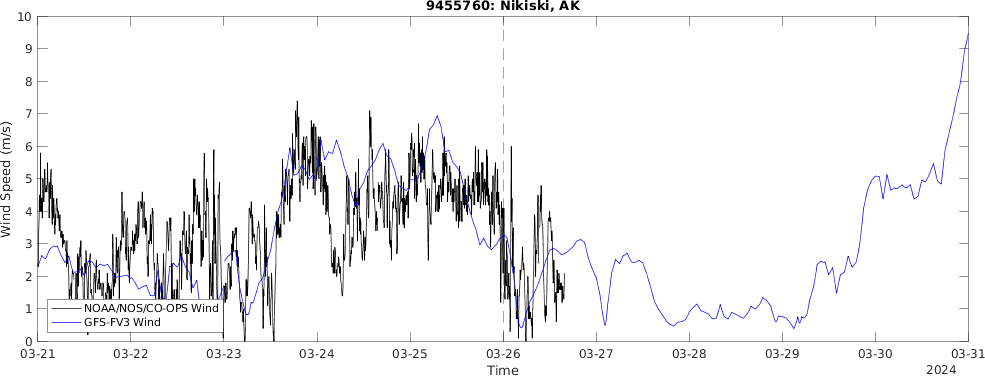 9455760: Nikiski, AK
Wind Speed (m/s)
10
9
8
7
6
5
4
3
2
1
0
NOAA/NOS/CO-OPS Wind
GFS-FV3 Wind
03-21 03-22 03-23 03-24 03-25 03-26 03-27 03-28 03-29 03-30 03-31
Time
2024